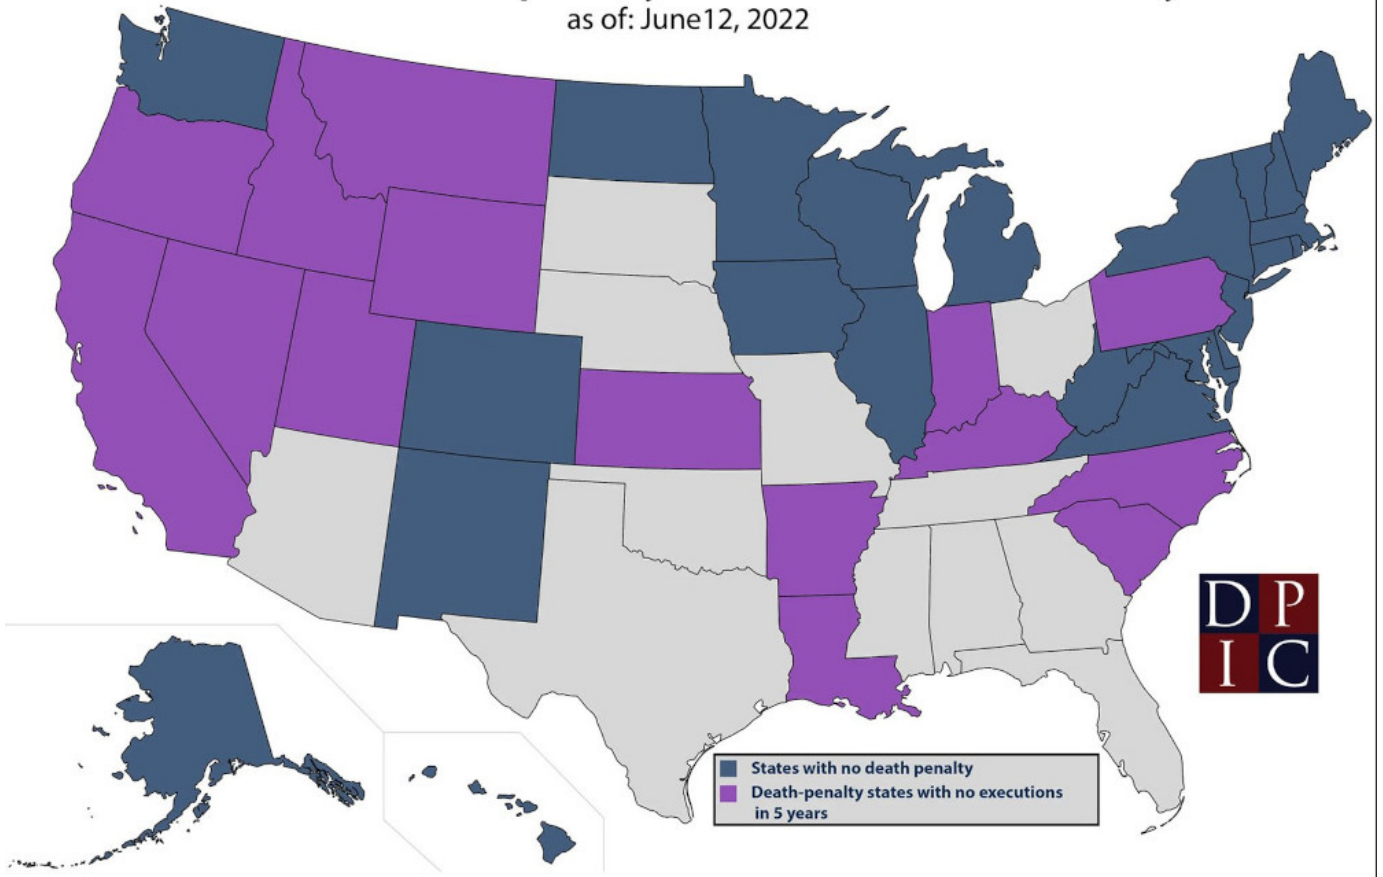 as of: June12, 2022
D P
I C
States with no death penalty
Death-penalty states with no executions
in 5 years